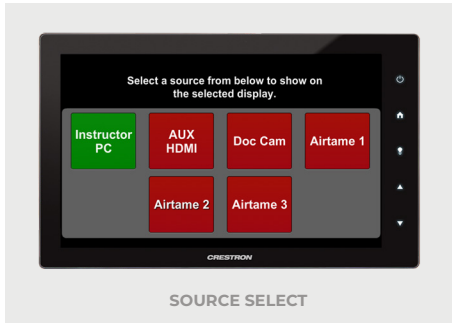 Select a source from below to show on
the selected display.
Instructor
PC
AUX
HDMI
Doc Cam
Airtame 1
Airtame 2
Airtame 3
CRESTRON
SOURCE SELECT